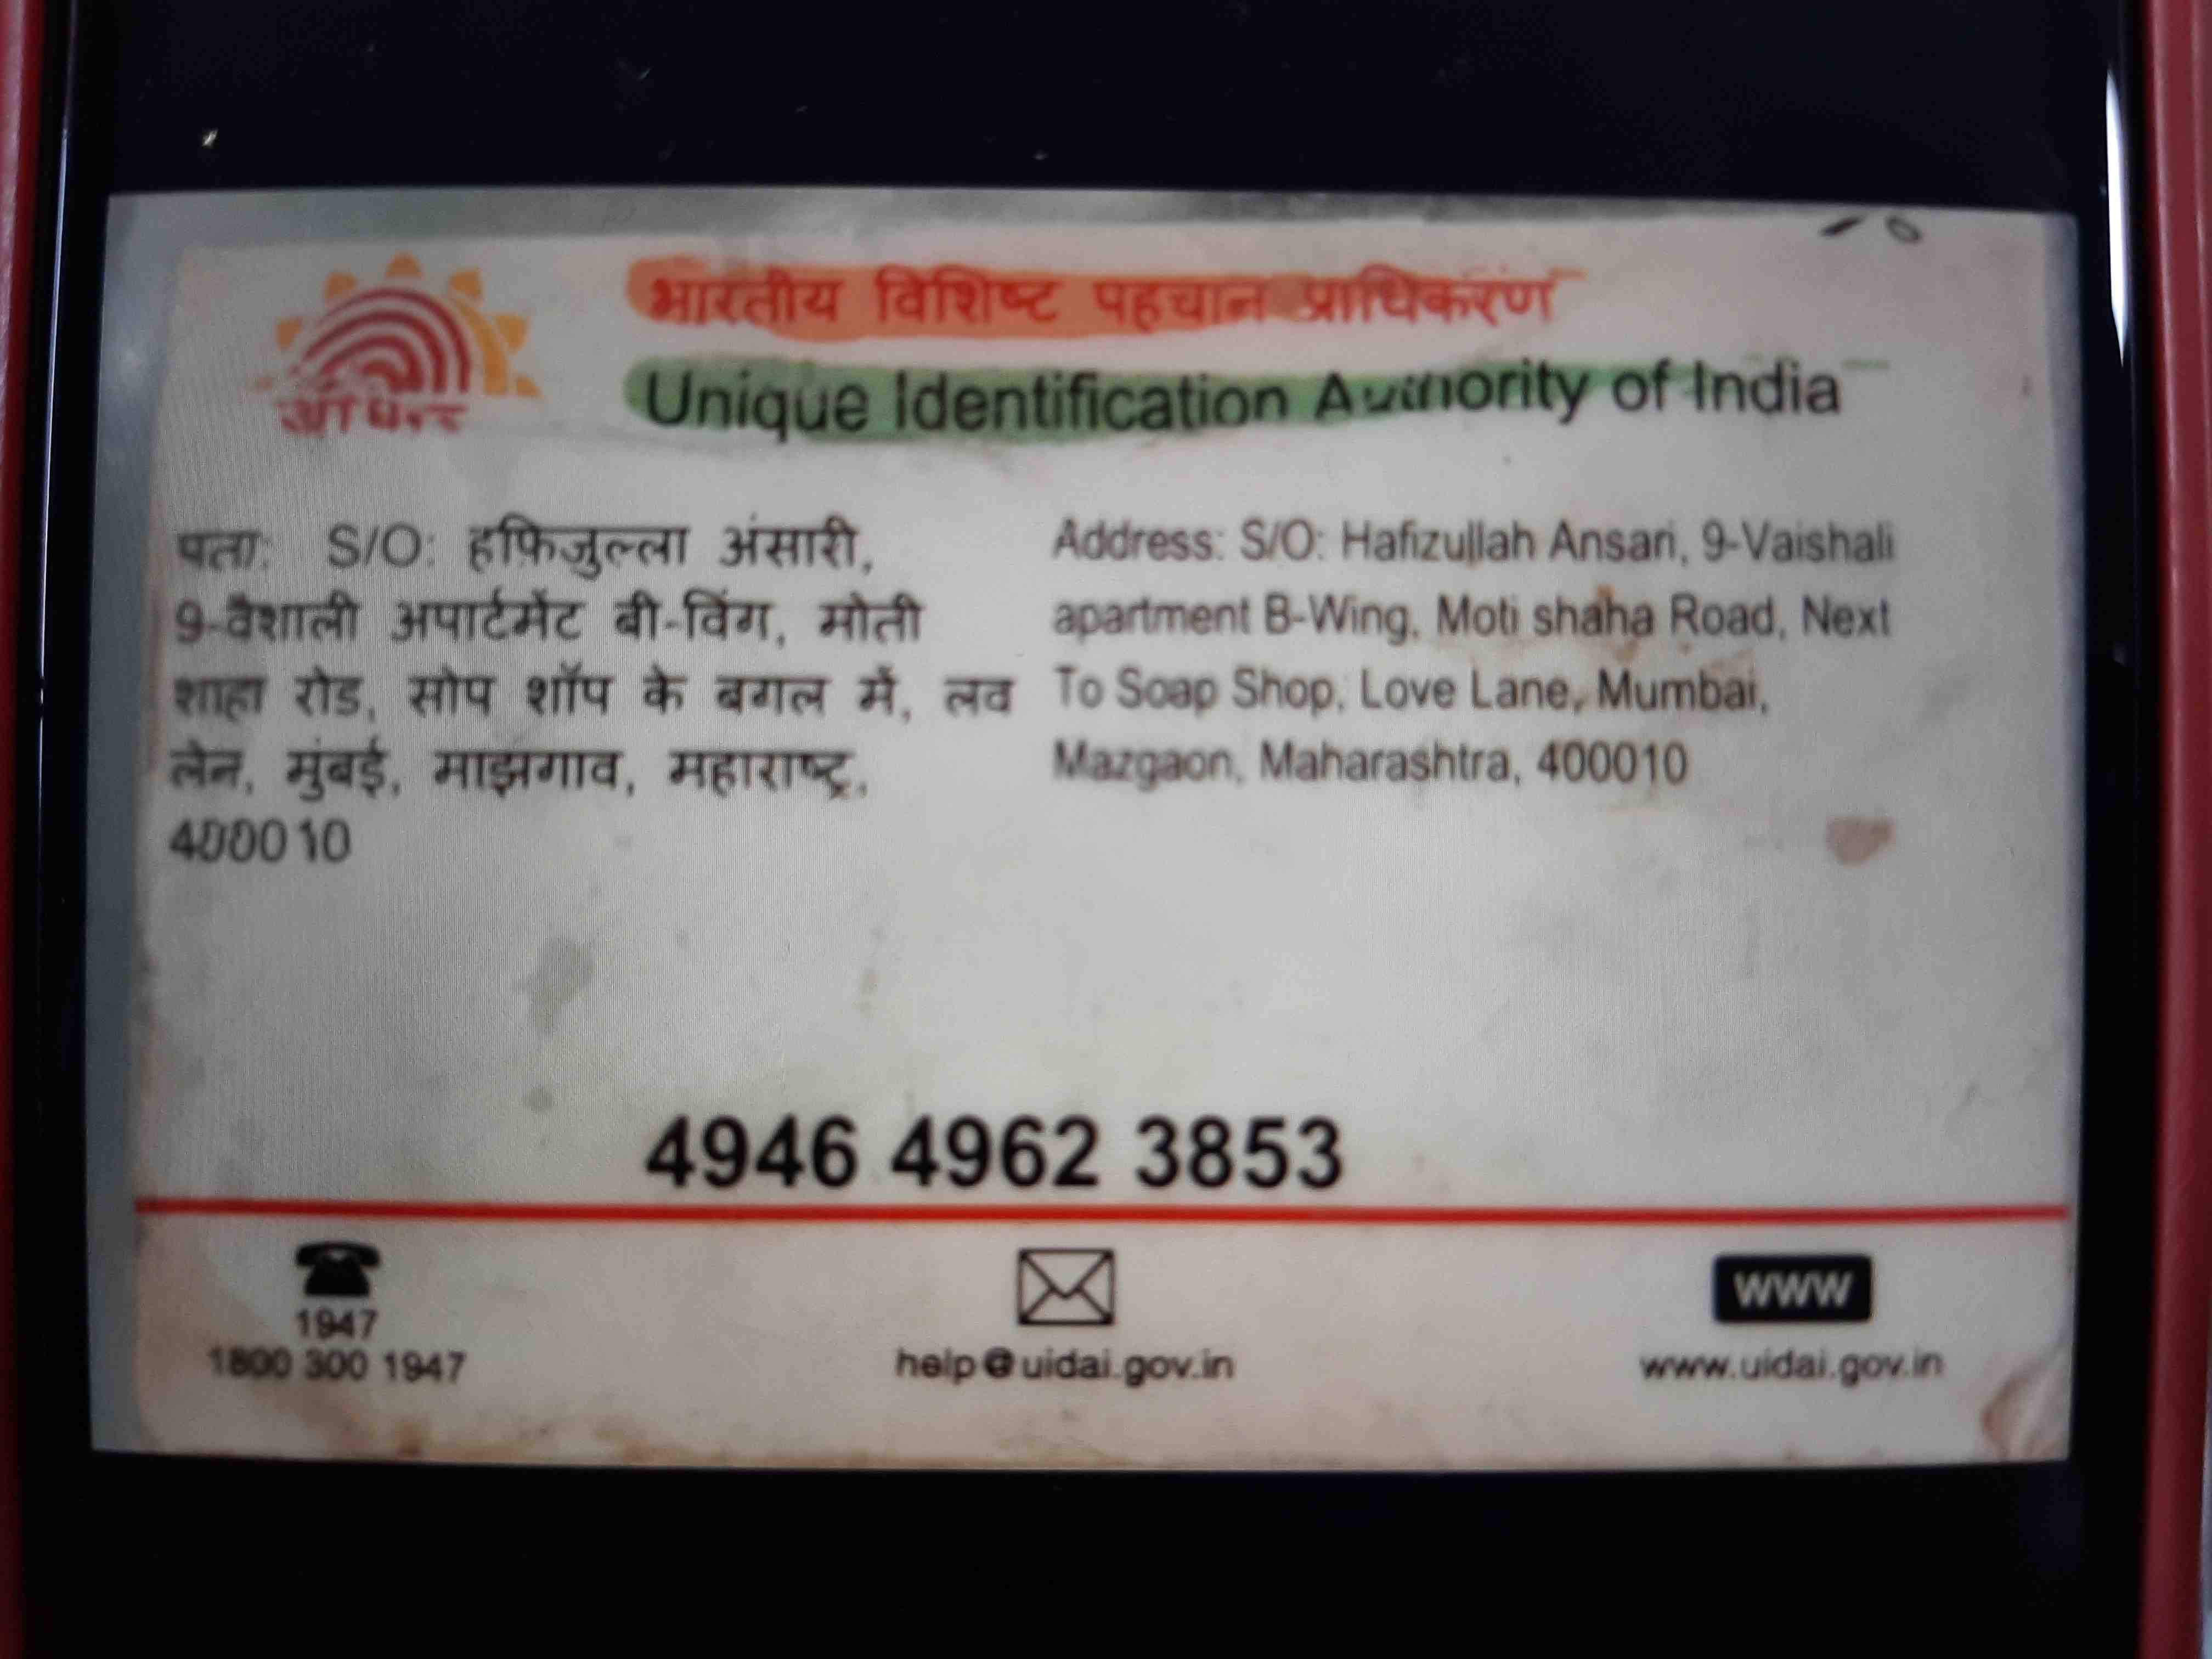 भारतीय विशिष्ट पहचान प्राधिकरण
Unique Identification Authority of India
आधार
पता: S/O: हफ़िजुल्ला अंसारी,
9-वैशाली अपार्टमेंट बी-विंग, मोती
शाहा रोड, सोप शॉप के बगल में, लव
लेन, मुंबई, माझगाव, महाराष्ट्र,
400010
Address: S/O: Hafizullah Ansari, 9-Vaishali
apartment B-Wing, Moti shaha Road, Next
To Soap Shop, Love Lane, Mumbai,
Mazgaon, Maharashtra, 400010
4946 4962 3853
1947
1800 300 1947
help@uidai.gov.in
www
www.uidai.gov.in